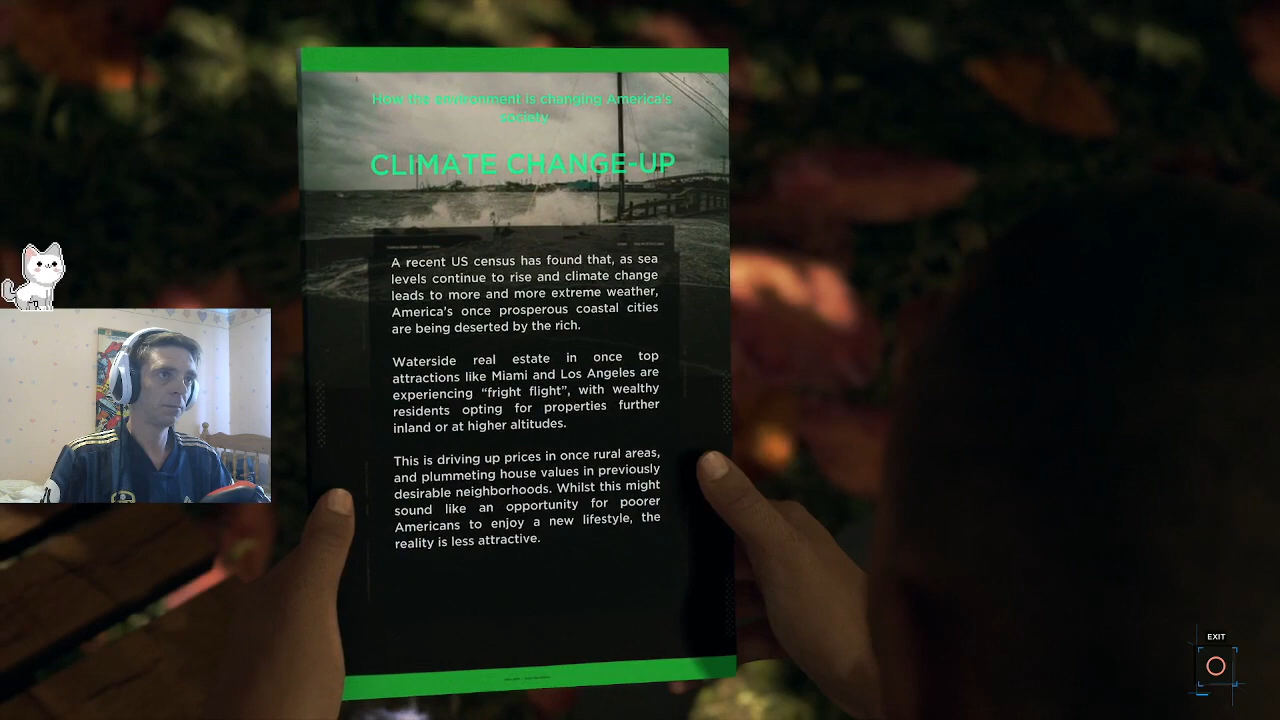 How the environment is changing America's
society
CLIMATE CHANGE-UP
A recent US census has found that, as sea
levels continue to rise and climate change
leads to more and more extreme weather,
America's once prosperous coastal cities
are being deserted by the rich.
Waterside real estate in once top
attractions like Miami and Los Angeles are
experiencing "fright flight", with wealthy
residents opting for properties further
inland or at higher altitudes.
This is driving up prices in once rural areas,
and plummeting house values in previously
desirable neighborhoods. Whilst this might
sound like an opportunity for poorer
Americans to enjoy a new lifestyle, the
reality is less attractive.
EXIT